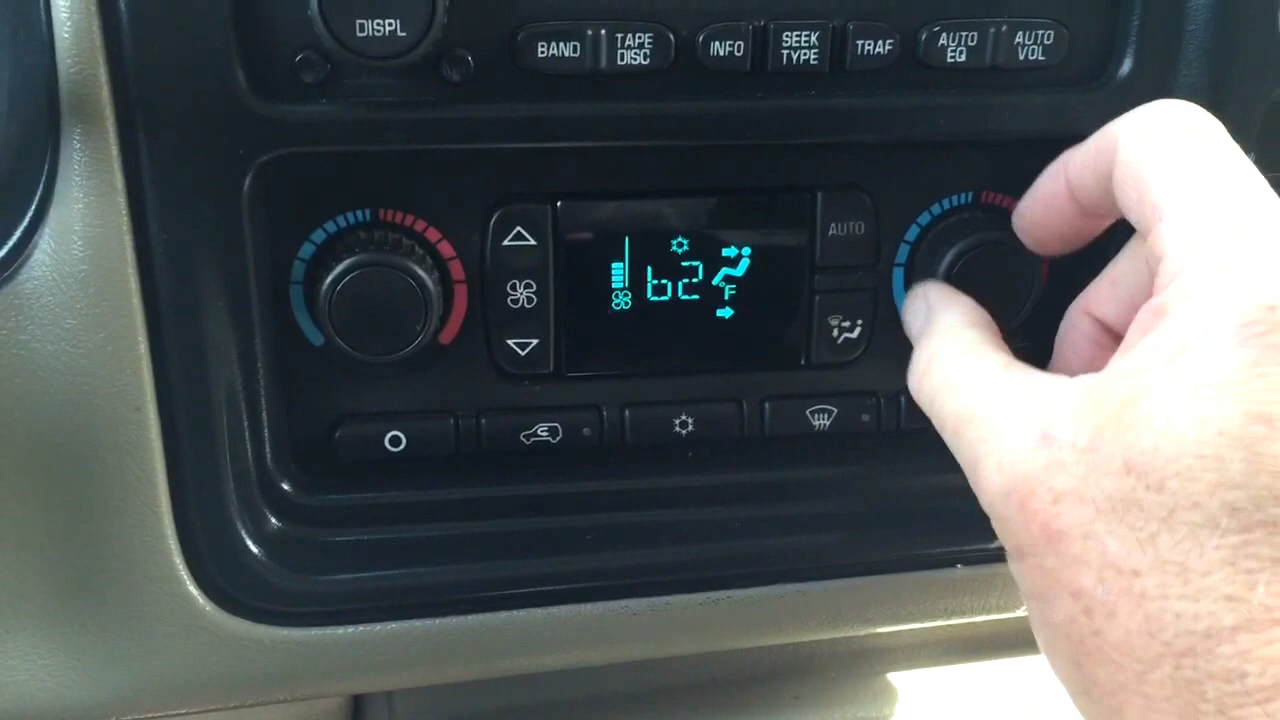 DISPL
BAND
TAPE
DISC
INFO
SEEK
TYPE
TRAF
AUTO
EQ
AUTO
VOL
AUTO
62
°F